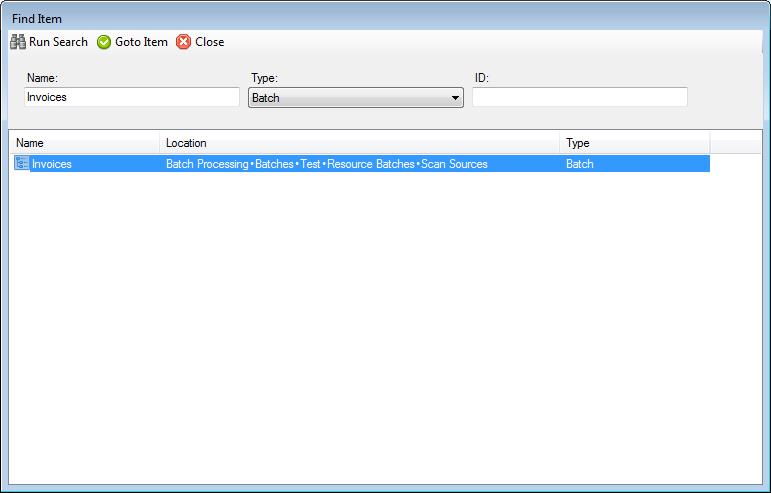 Find Item
Run Search Goto Item Close
Name: Type: ID:
Invoices Batch
Name Location Type
Invoices Batch Processing•Batches•Test•Resource Batches•Scan Sources Batch